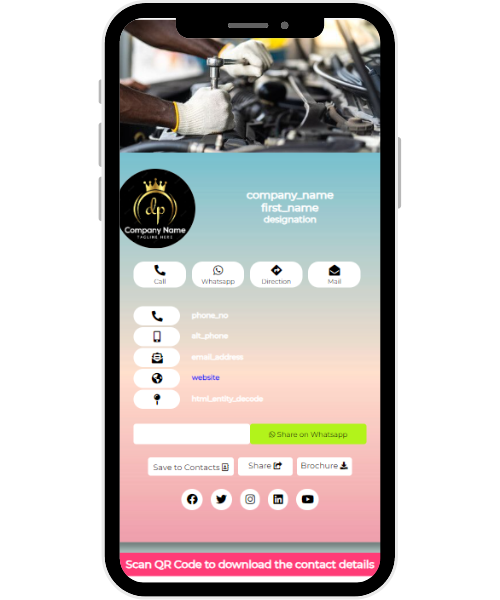 company_name
first_name
designation
dp
Company Name
TAGLINE HERE
Call
Whatsapp
Direction
Mail
phone_no
alt_phone
email_address
website
html_entity_decode
Share on Whatsapp
Save to Contacts
Share
Brochure
Scan QR Code to download the contact details